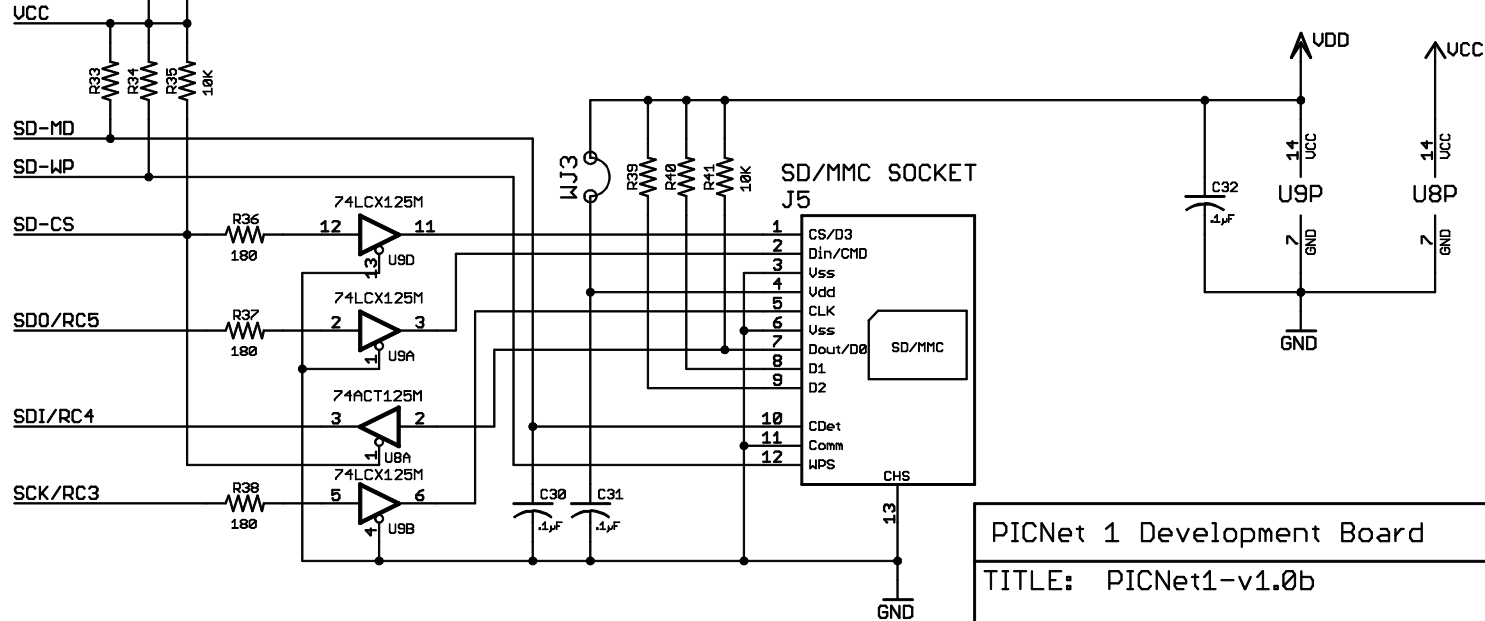 VCC
VDD
VCC
R33
R34
R35
10K
SD-MD
SD-WP
WJ3
R39
R40
R41
10K
SD/MMC SOCKET
J5
C32
.1µF
14 VCC
U9P
7 GND
14 VCC
U8P
7 GND
GND
SD-CS
R36
180
74LCX125M
12
11
13
U9D
1 CS/D3
2 Din/CMD
3 Vss
4 Vdd
5 CLK
6 Vss
7 Dout/D0
8 D1
9 D2
10 CDet
11 Comm
12 WPS
SD/MMC
CHS
13
SDO/RC5
R37
180
74LCX125M
2
3
1
U9A
SDI/RC4
74ACT125M
3
2
1
U8A
SCK/RC3
R38
180
74LCX125M
5
6
4
U9B
C30
.1µF
C31
.1µF
GND
PICNet 1 Development Board
TITLE: PICNet1-v1.0b